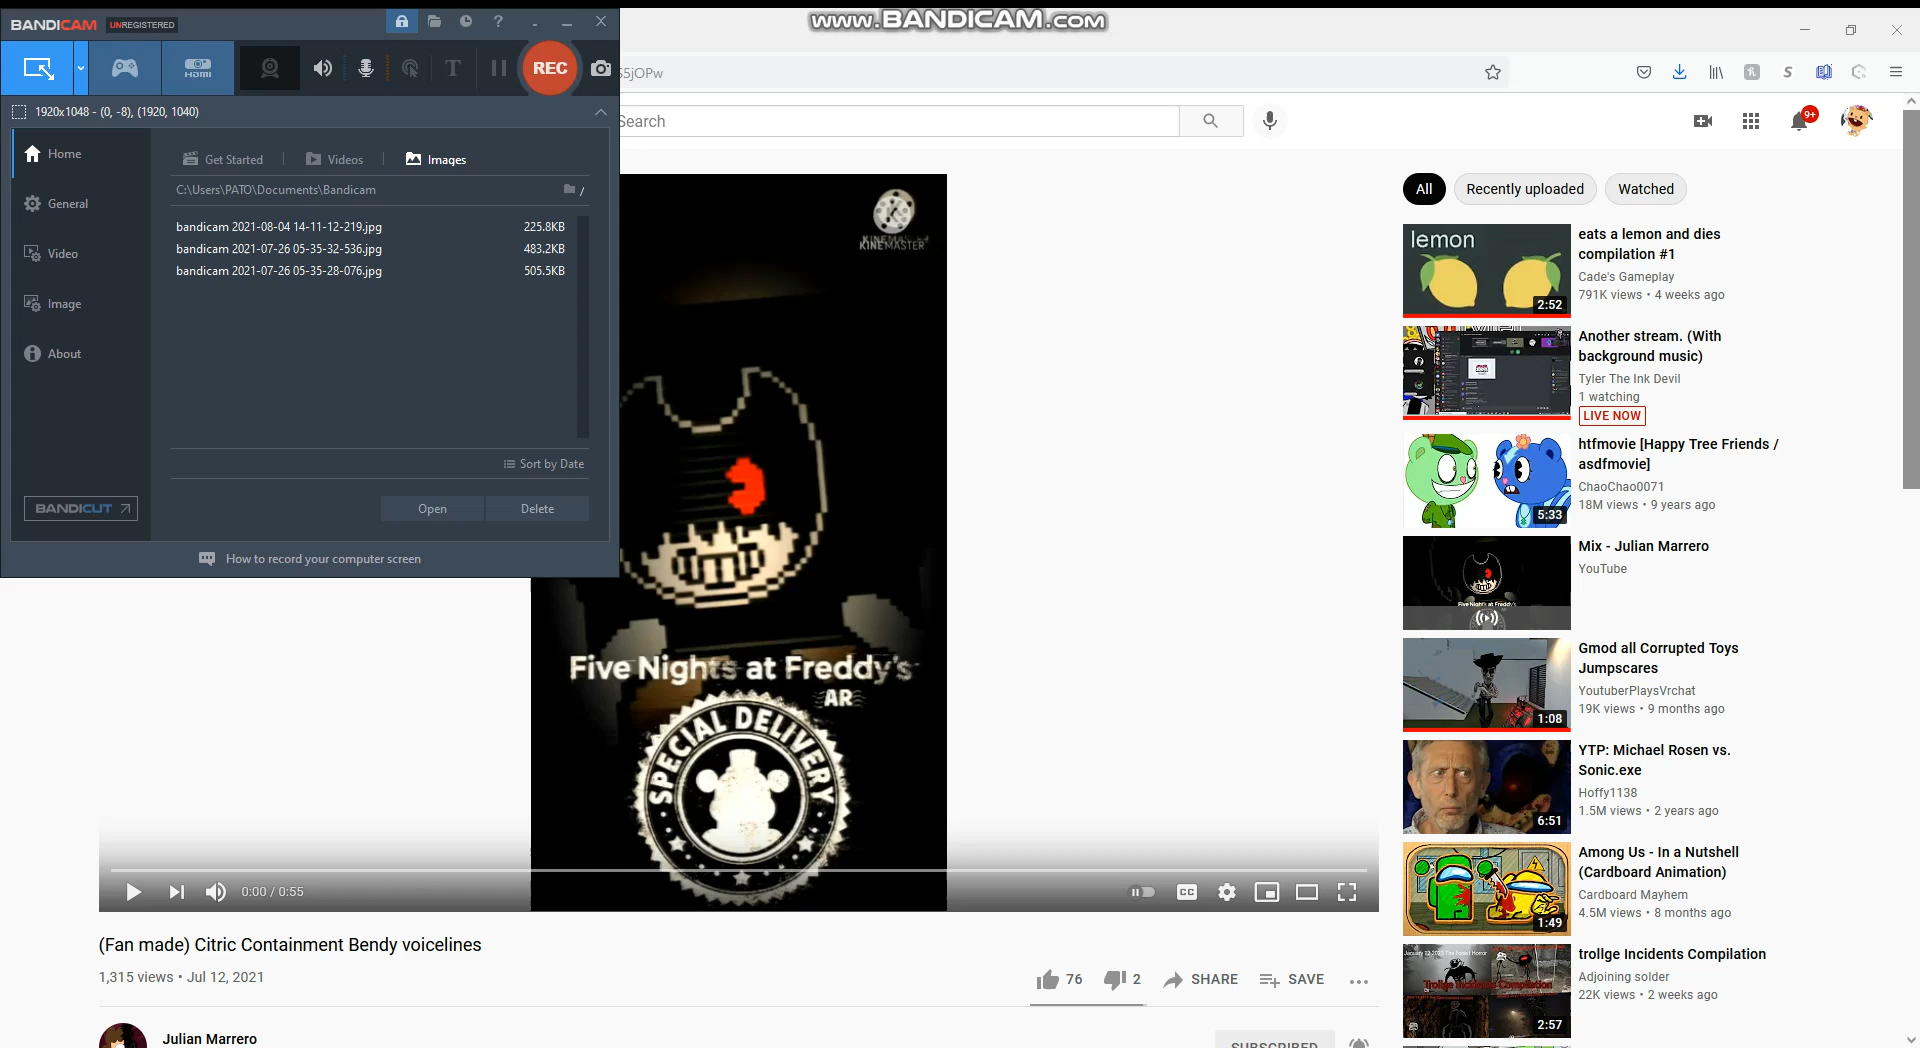 www.BANDICAM.com
BANDICAM UNREGISTERED
HDMI
T
REC
1920x1048 - (0, -8), (1920, 1040)
Home
General
Video
Image
About
BANDICUT
Get Started
Videos
Images
C:\Users\PATO\Documents\Bandicam
/
bandicam 2021-08-04 14-11-12-219.jpg 225.8KB
bandicam 2021-07-26 05-35-32-536.jpg 483.2KB
bandicam 2021-07-26 05-35-28-076.jpg 505.5KB
Sort by Date
Open
Delete
How to record your computer screen
5jOPw
Search
9+
KINEMASTER
Five Nights at Freddy's
AR
SPECIAL DELIVERY
0:00 / 0:55
CC
(Fan made) Citric Containment Bendy voicelines
1,315 views • Jul 12, 2021
76
2
SHARE
SAVE
Julian Marrero
SUBSCRIBED
All
Recently uploaded
Watched
lemon
2:52
eats a lemon and dies
compilation #1
Cade's Gameplay
791K views • 4 weeks ago
Another stream. (With
background music)
Tyler The Ink Devil
1 watching
LIVE NOW
5:33
htfmovie [Happy Tree Friends /
asdfmovie]
ChaoChao0071
18M views • 9 years ago
Five Nights at Freddy's
Mix - Julian Marrero
YouTube
1:08
Gmod all Corrupted Toys
Jumpscares
YoutuberPlaysVrchat
19K views • 9 months ago
6:51
YTP: Michael Rosen vs.
Sonic.exe
Hoffy1138
1.5M views • 2 years ago
1:49
Among Us - In a Nutshell
(Cardboard Animation)
Cardboard Mayhem
4.5M views • 8 months ago
Trollge Incidents Compilation
2:57
trollge Incidents Compilation
Adjoining solder
22K views • 2 weeks ago